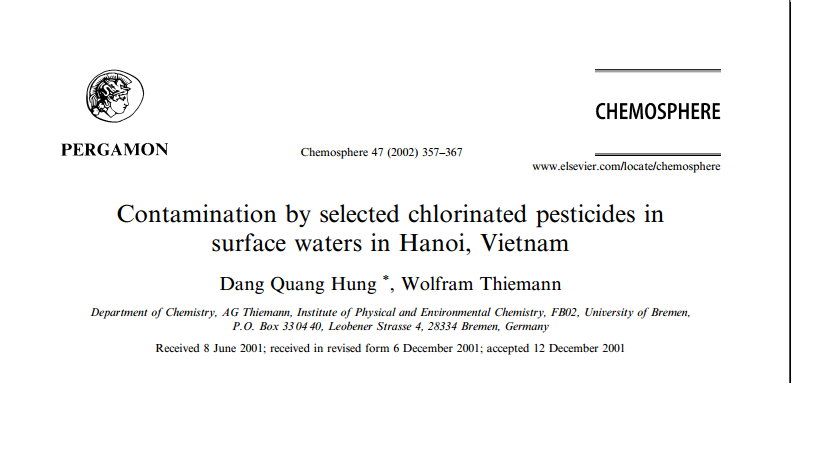 CHEMOSPHERE
PERGAMON
Chemosphere 47 (2002) 357–367
www.elsevier.com/locate/chemosphere
Contamination by selected chlorinated pesticides in
surface waters in Hanoi, Vietnam
Dang Quang Hung *, Wolfram Thiemann
Department of Chemistry, AG Thiemann, Institute of Physical and Environmental Chemistry, FB02, University of Bremen,
P.O. Box 33 04 40, Leobener Strasse 4, 28334 Bremen, Germany
Received 8 June 2001; received in revised form 6 December 2001; accepted 12 December 2001